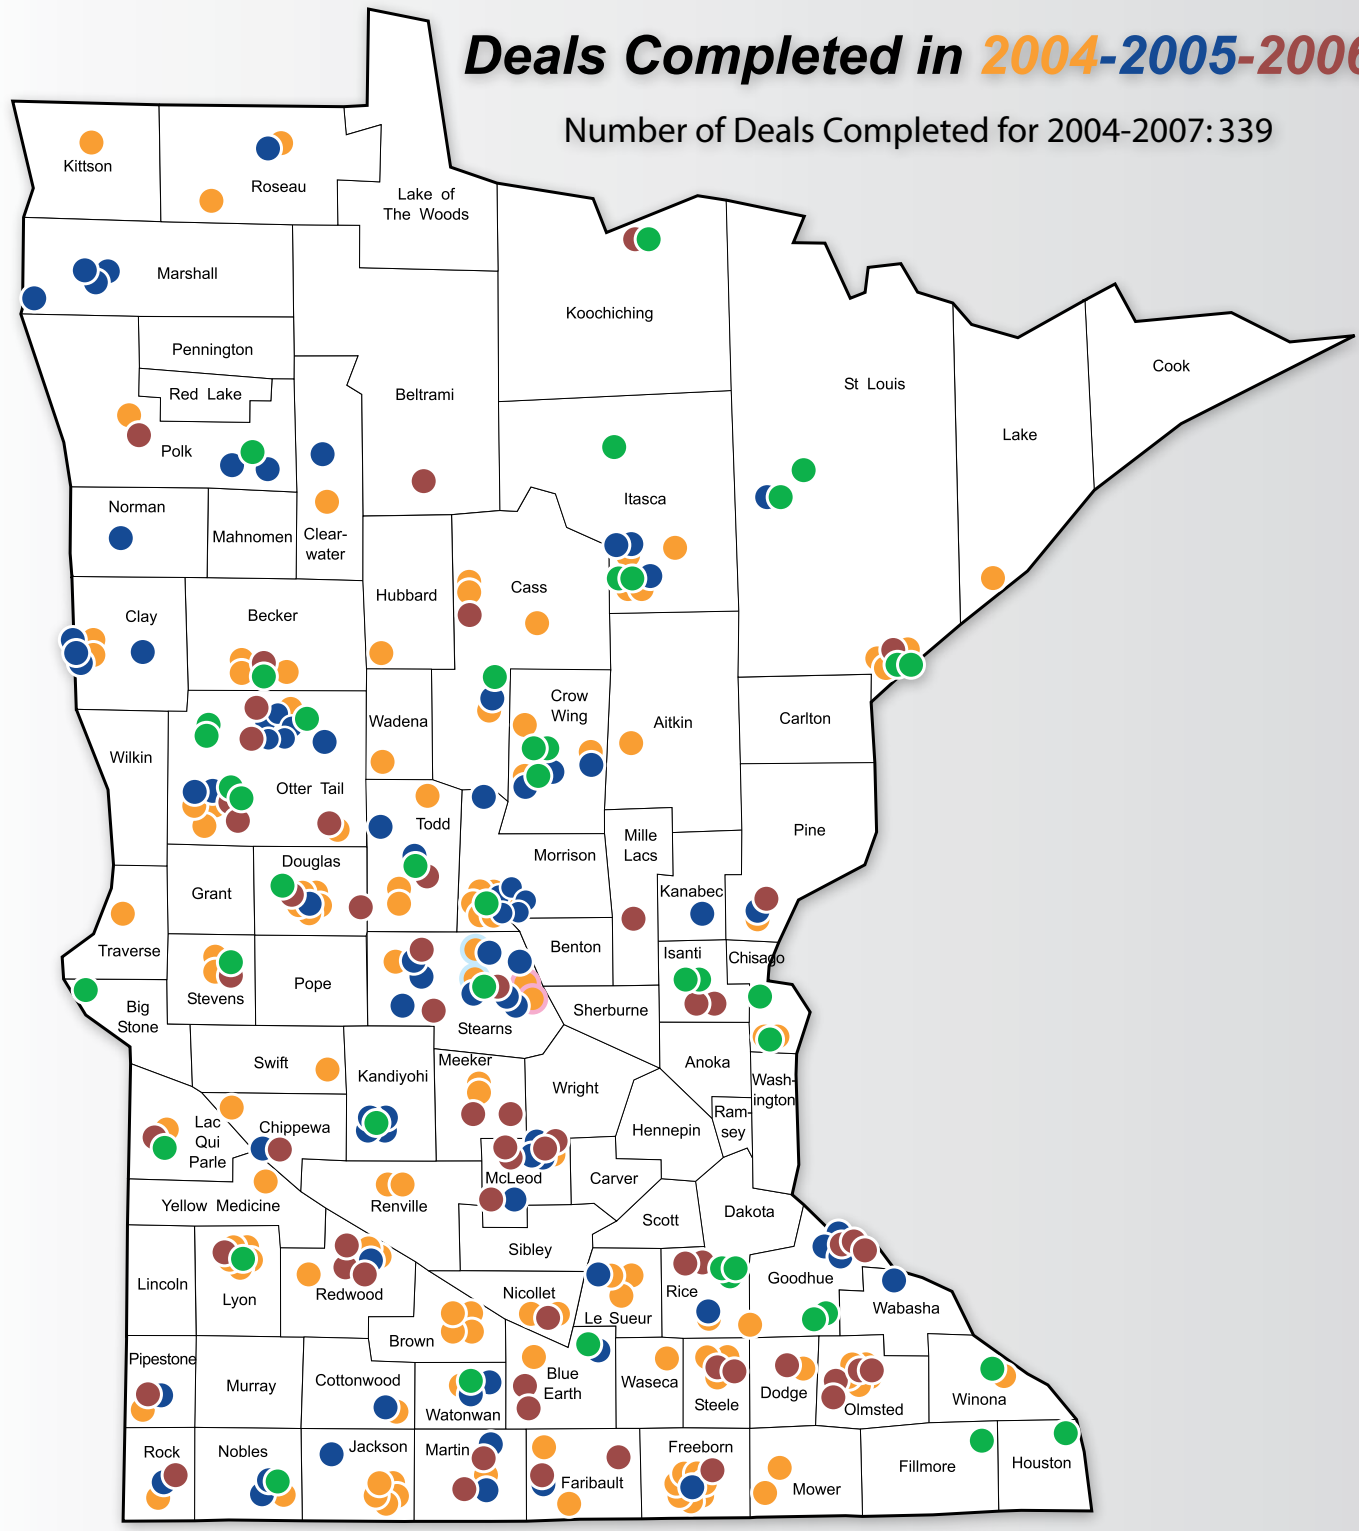 Deals Completed in 2004-2005-2006
Number of Deals Completed for 2004-2007: 339
Kittson
Roseau
Lake of
The Woods
Marshall
Koochiching
Pennington
Red Lake
Beltrami
St Louis
Cook
Lake
Polk
Itasca
Norman
Mahnomen
Clear-
water
Hubbard
Cass
Clay
Becker
Crow
Wing
Wadena
Aitkin
Carlton
Wilkin
Otter Tail
Todd
Mille
Lacs
Pine
Morrison
Douglas
Grant
Kanabec
Traverse
Benton
Isanti
Chisago
Stevens
Pope
Big
Stone
Stearns
Sherburne
Swift
Kandiyohi
Meeker
Wright
Anoka
Wash-
ington
Lac
Qui
Parle
Chippewa
Hennepin
Ram-
sey
McLeod
Carver
Yellow Medicine
Renville
Scott
Dakota
Sibley
Lincoln
Lyon
Redwood
Nicollet
Le Sueur
Rice
Goodhue
Wabasha
Brown
Pipestone
Murray
Cottonwood
Watonwan
Blue
Earth
Waseca
Steele
Dodge
Olmsted
Winona
Rock
Nobles
Jackson
Martin
Faribault
Freeborn
Mower
Fillmore
Houston